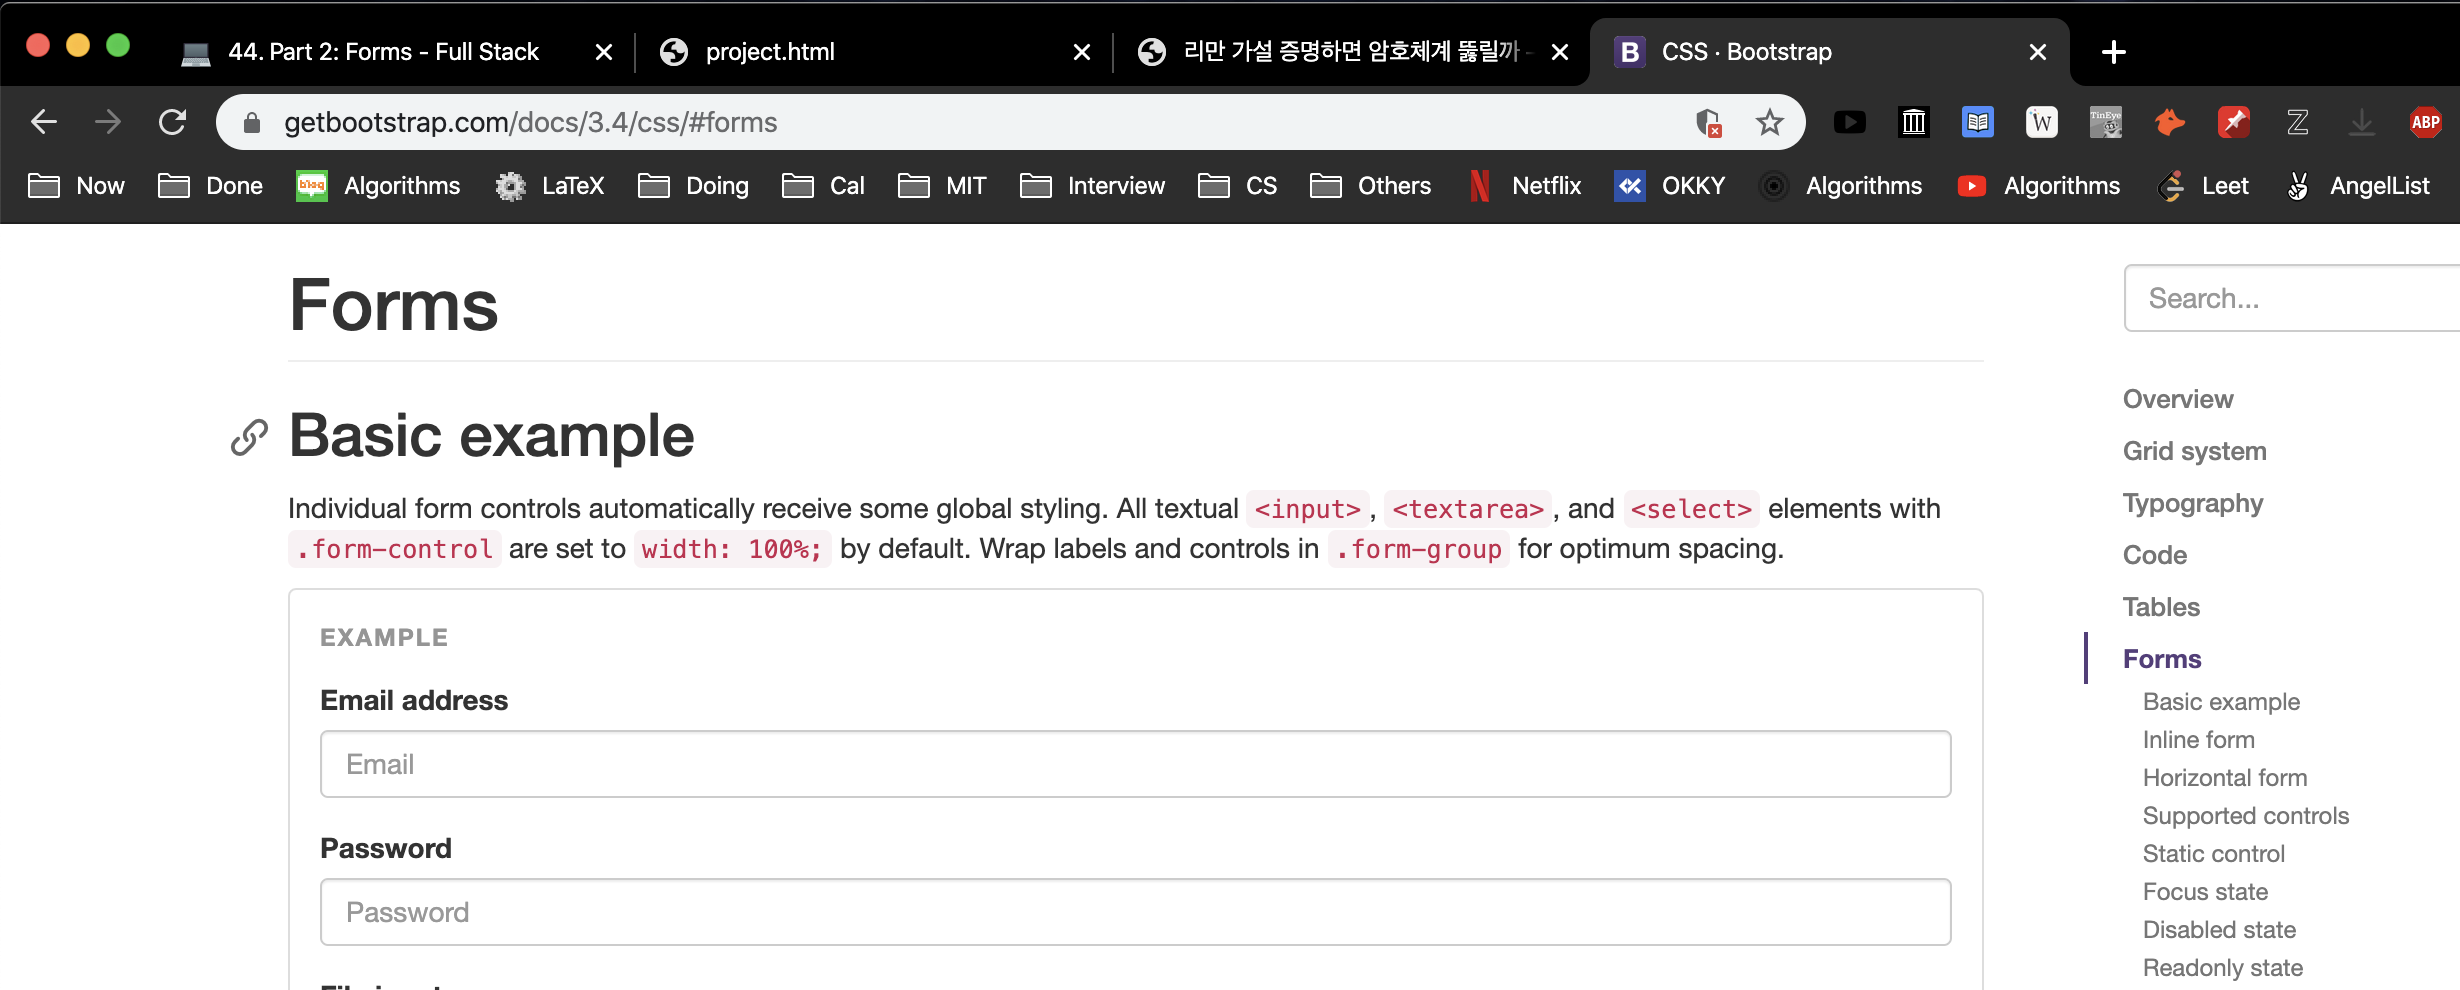 44. Part 2: Forms - Full Stack
project.html
리만 가설 증명하면 암호체계 뚫릴까 -
B CSS · Bootstrap
getbootstrap.com/docs/3.4/css/#forms
W TinEye Z ABP
Now Done blog Algorithms LaTeX Doing Cal MIT Interview CS Others N Netflix OKKY Algorithms Algorithms Leet AngelList
Forms
Search...
Basic example
Individual form controls automatically receive some global styling. All textual <input>, <textarea>, and <select> elements with
.form-control are set to width: 100%; by default. Wrap labels and controls in .form-group for optimum spacing.
EXAMPLE
Email address
Email
Password
Password
Overview
Grid system
Typography
Code
Tables
Forms
Basic example
Inline form
Horizontal form
Supported controls
Static control
Focus state
Disabled state
Readonly state